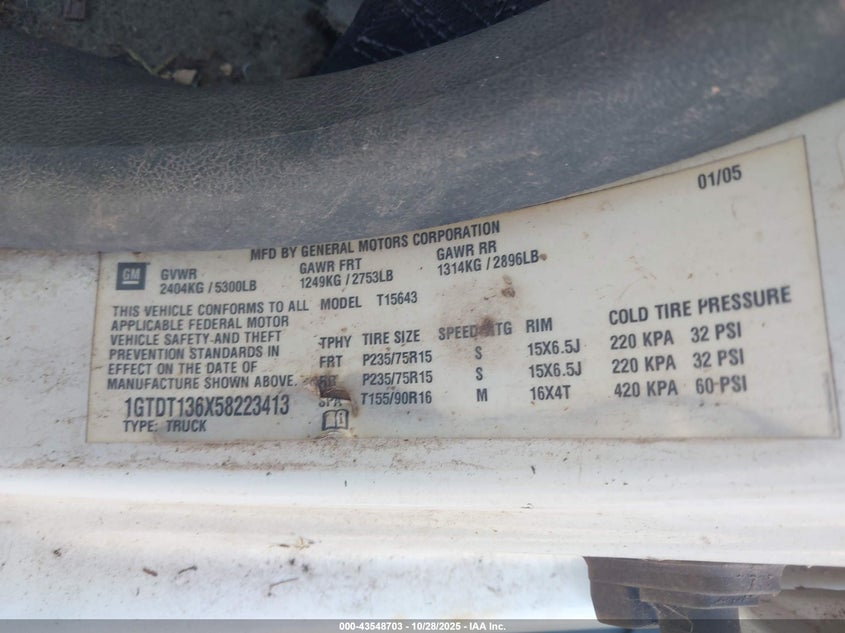 01/05
MFD BY GENERAL MOTORS CORPORATION
GM
GVWR GAWR FRT GAWR RR
2404KG / 5300LB 1249KG / 2753LB 1314KG / 2896LB
THIS VEHICLE CONFORMS TO ALL
APPLICABLE FEDERAL MOTOR
VEHICLE SAFETY AND THEFT
PREVENTION STANDARDS IN
EFFECT ON THE DATE OF
MANUFACTURE SHOWN ABOVE.
1GTDT136X58223413
TYPE: TRUCK
MODEL T15643
TPHY TIRE SIZE SPEED RTG RIM COLD TIRE PRESSURE
FRT P235/75R15 S 15X6.5J 220 KPA 32 PSI
P235/75R15 S 15X6.5J 220 KPA 32 PSI
SPA T155/90R16 M 16X4T 420 KPA 60 PSI
000-43548703 | 10/28/2025 | IAA Inc.